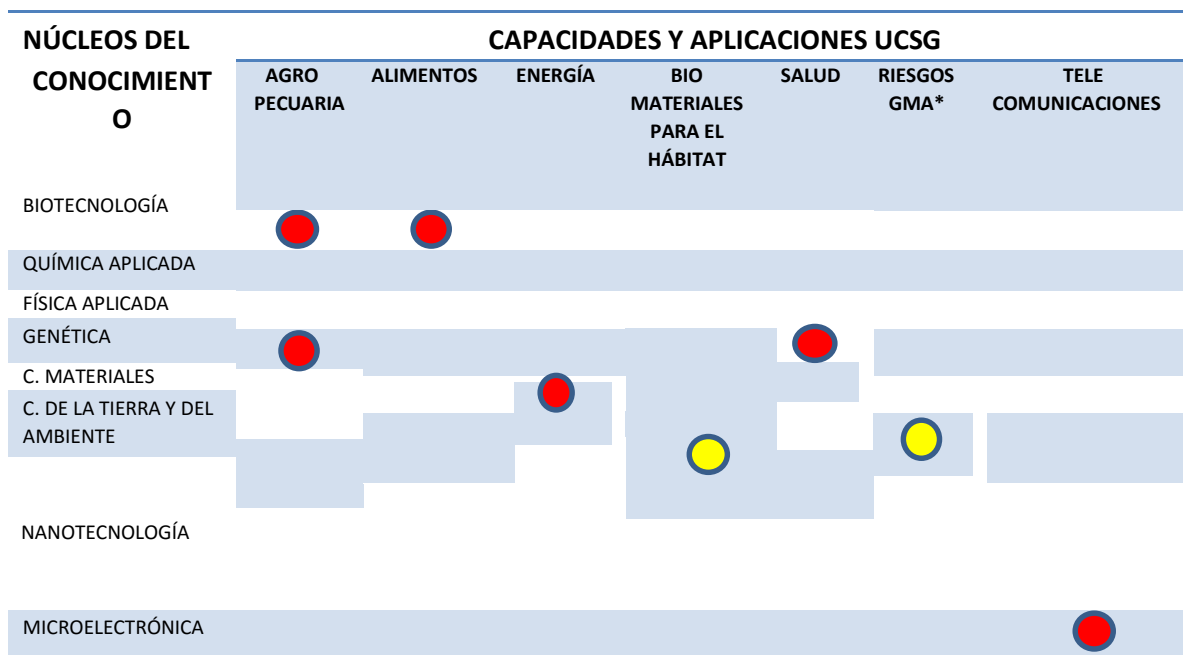 NÚCLEOS DEL
CONOCIMIENT
O
CAPACIDADES Y APLICACIONES UCSG
AGRO
PECUARIA
ALIMENTOS
ENERGÍA
BIO
MATERIALES
PARA EL
HÁBITAT
SALUD
RIESGOS
GMA*
TELE
COMUNICACIONES
BIOTECNOLOGÍA
QUÍMICA APLICADA
FÍSICA APLICADA
GENÉTICA
C. MATERIALES
C. DE LA TIERRA Y DEL
AMBIENTE
NANOTECNOLOGÍA
MICROELECTRÓNICA